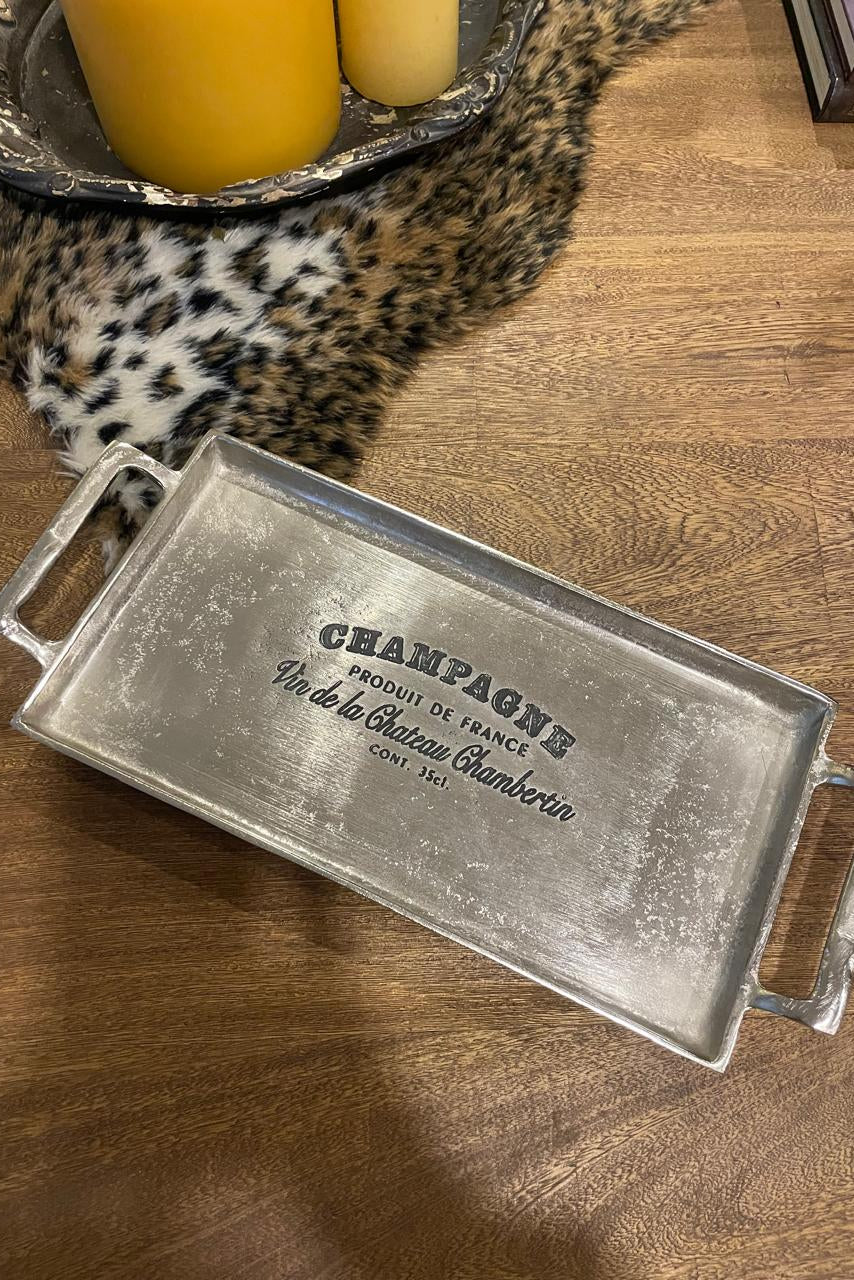 CHAMPAGNE
PRODUIT DE FRANCE
Vin de la Chateau Chambertin
CONT. 35cl.